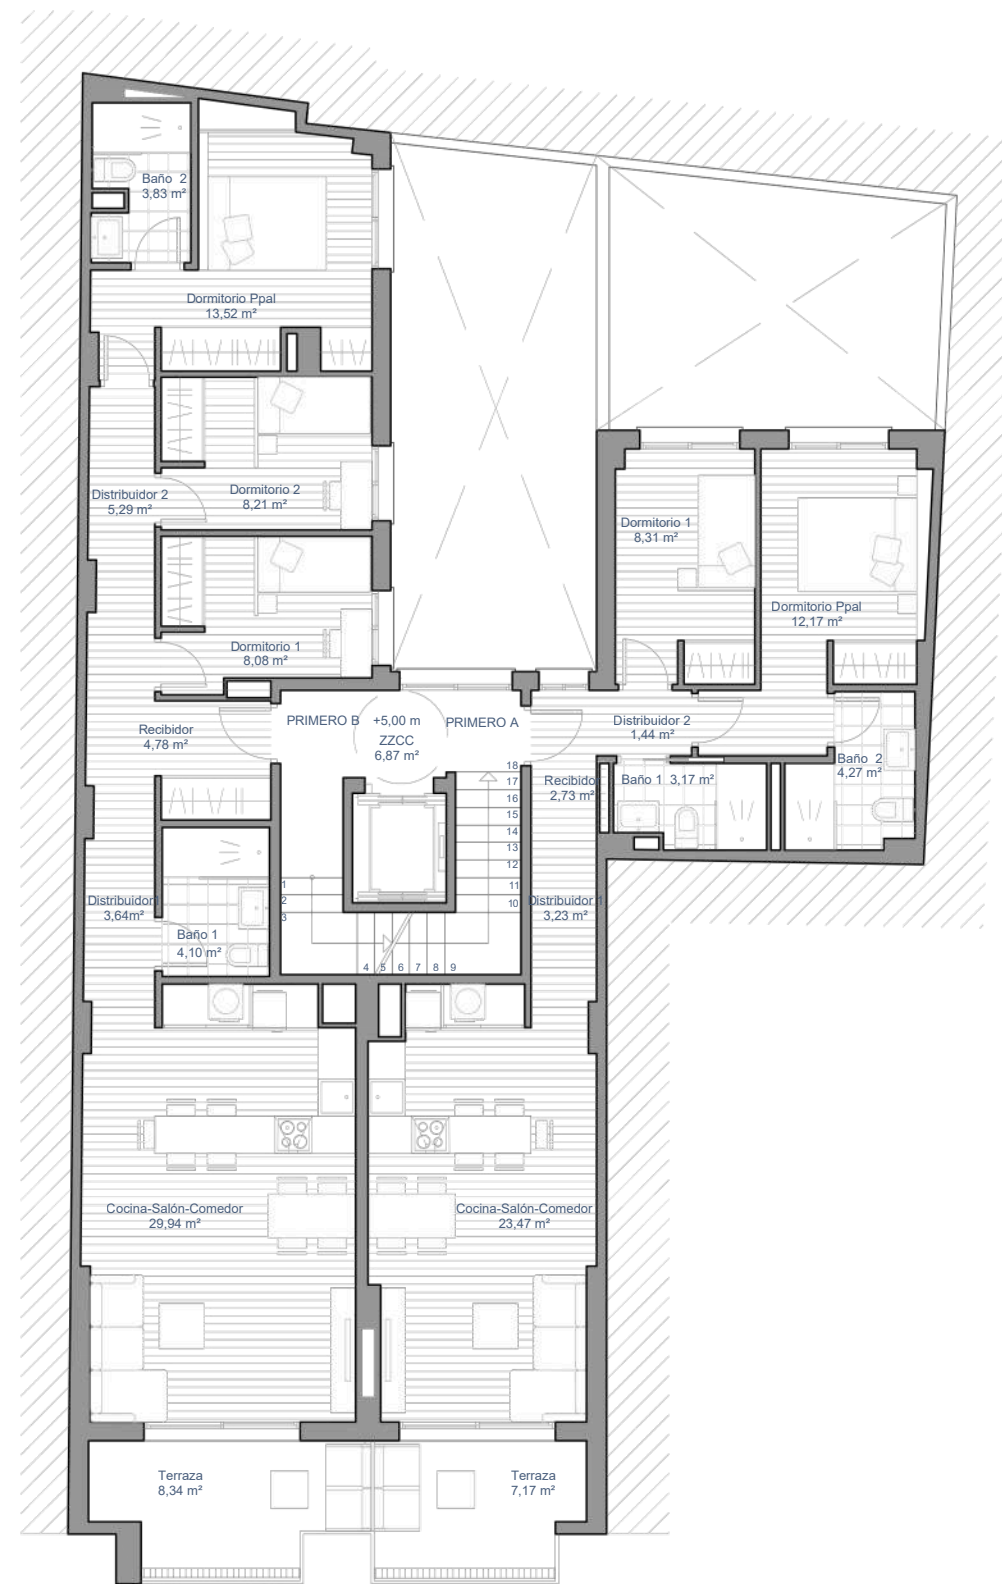 Baño 2
3,83 m²
Dormitorio Ppal
13,52 m²
Distribuidor 2
5,29 m²
Dormitorio 2
8,21 m²
Dormitorio 1
8,08 m²
Dormitorio 1
8,31 m²
Dormitorio Ppal
12,17 m²
Recibidor
4,78 m²
PRIMERO B
+5,00 m
ZZCC
6,87 m²
PRIMERO A
Distribuidor 2
1,44 m²
Baño 2
4,27 m²
Recibido
2,73 m²
Baño 1 3,17 m²
18
17
16
15
14
13
12
11
10
1
2
3
4 5 6 7 8 9
Distribuidor 1
3,64m²
Baño 1
4,10 m²
Distribuidor 1
3,23 m²
Cocina-Salón-Comedor
29,94 m²
Cocina-Salón-Comedor
23,47 m²
Terraza
8,34 m²
Terraza
7,17 m²